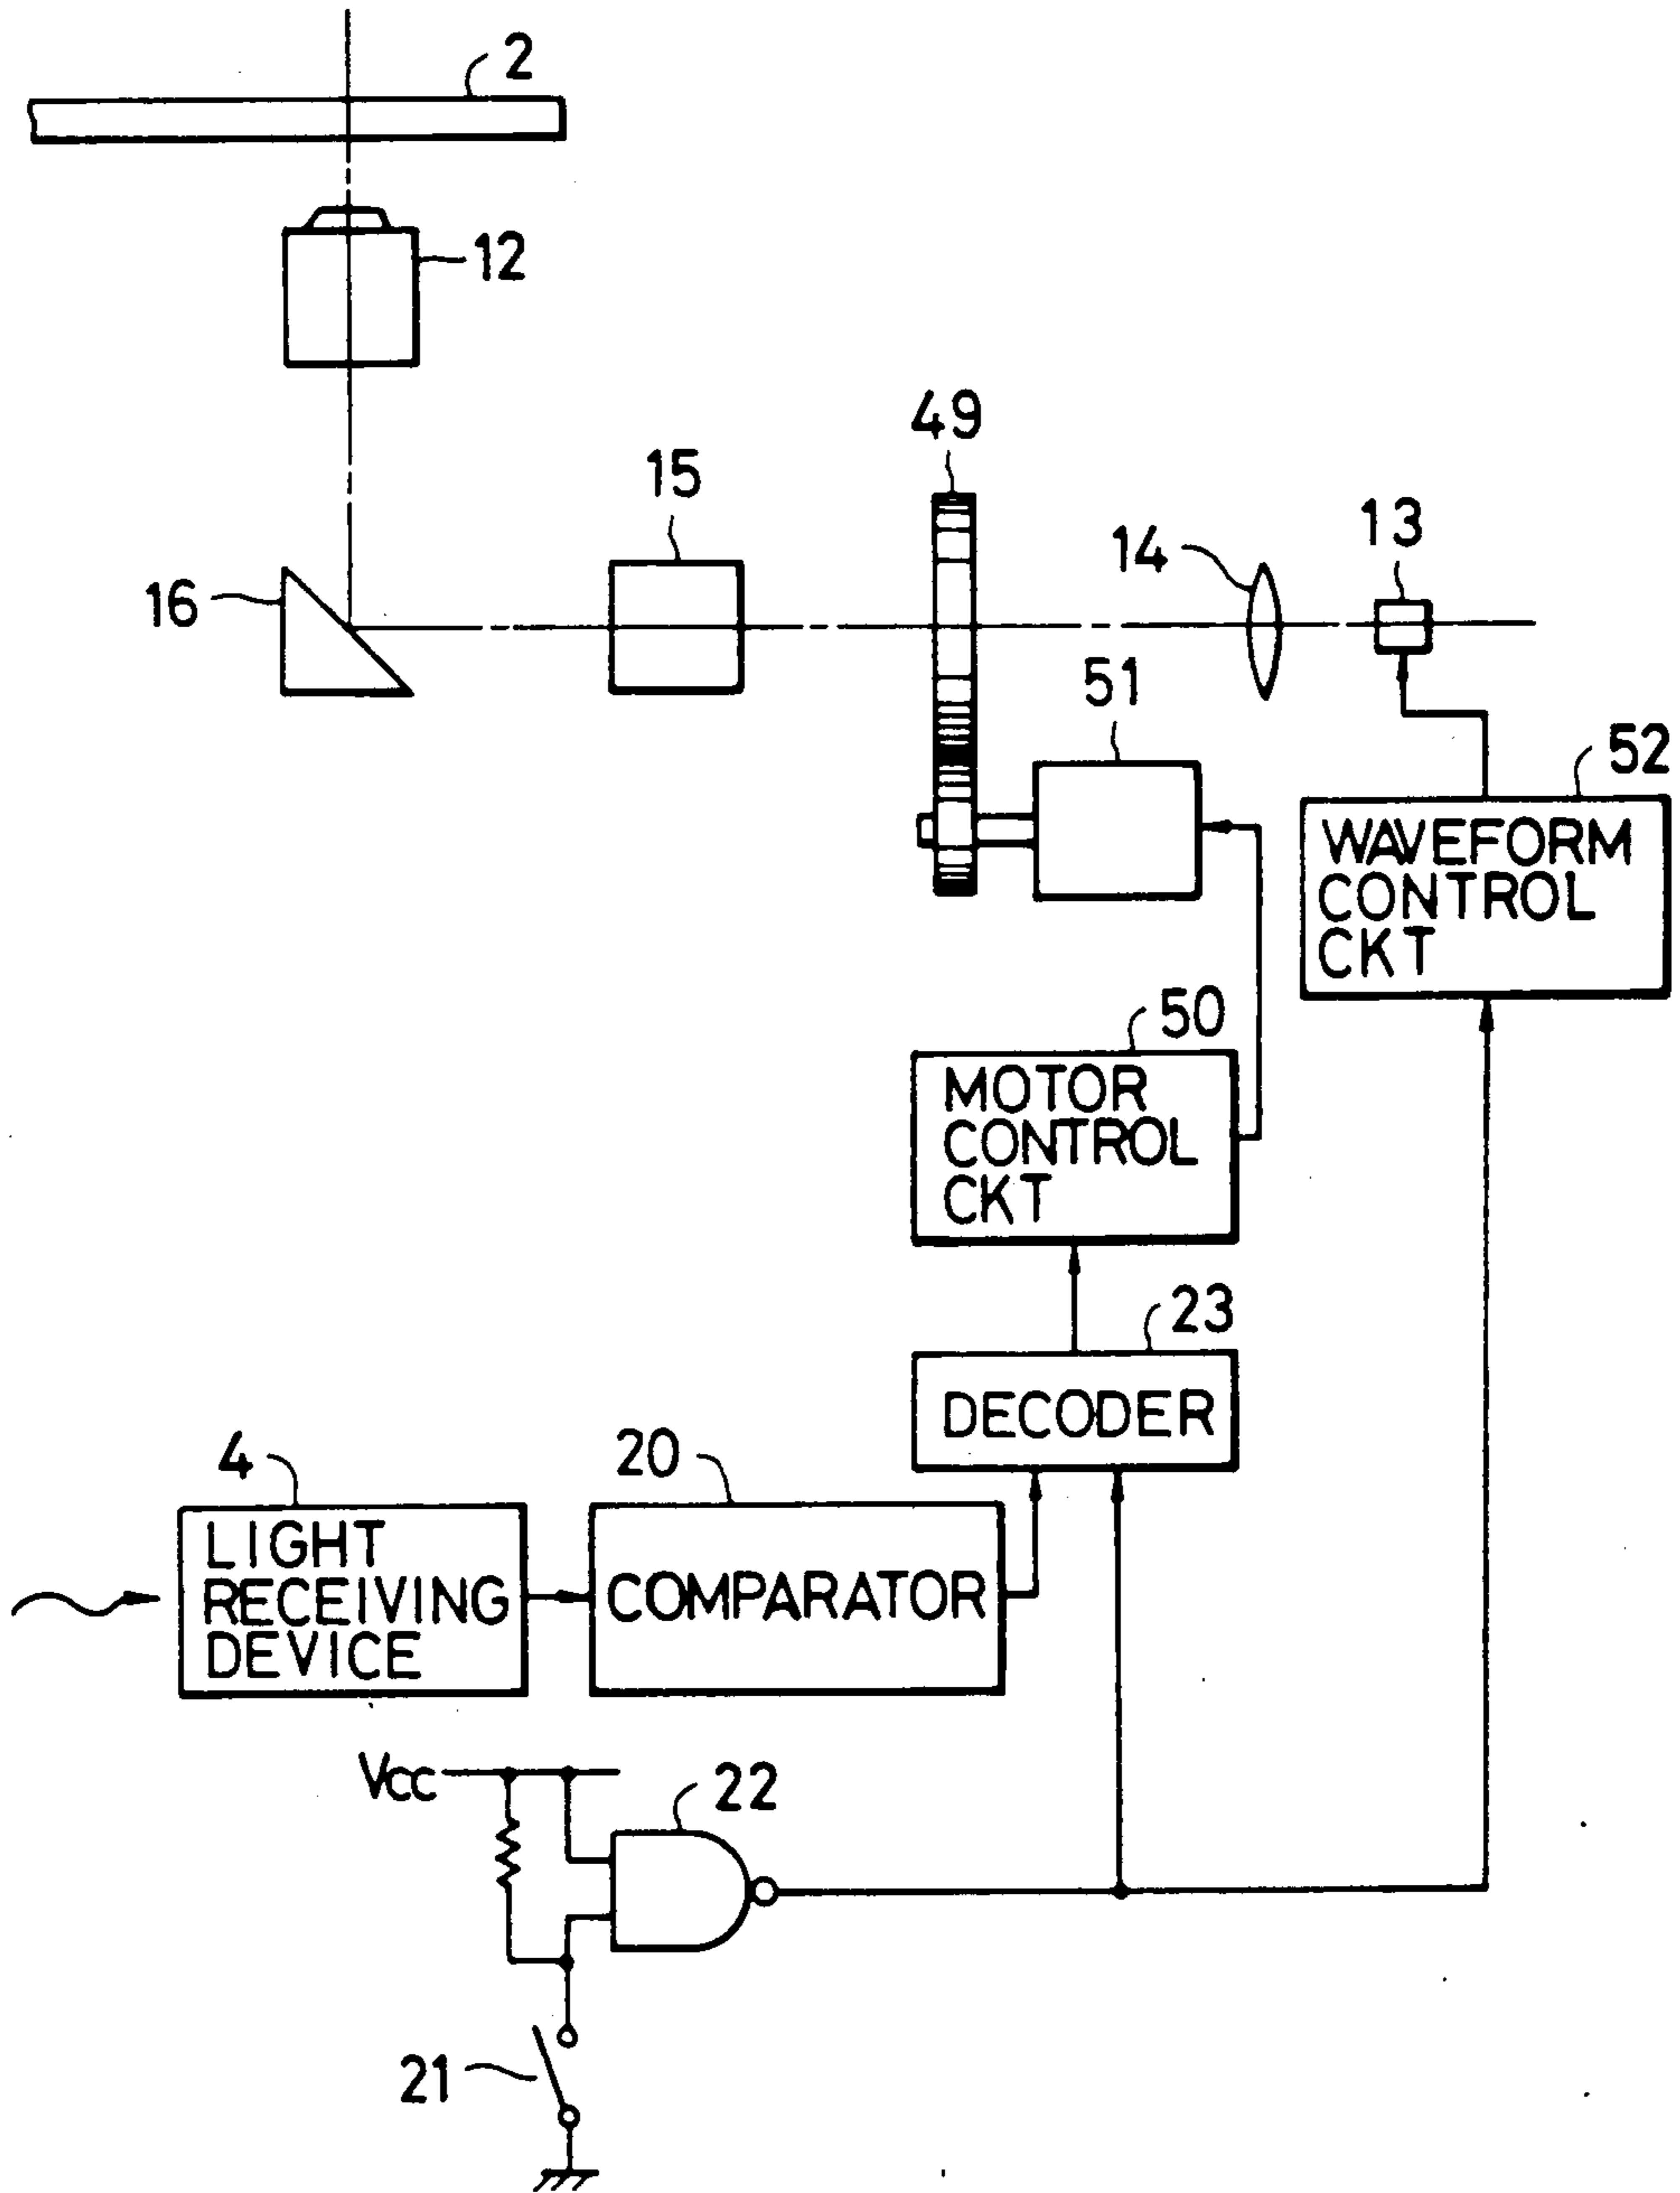 2
12
49
15
13
14
16
51
52
WAVEFORM
CONTROL
CKT
50
MOTOR
CONTROL
CKT
23
DECODER
4
20
LIGHT
RECEIVING
DEVICE
COMPARATOR
Vcc
22
21